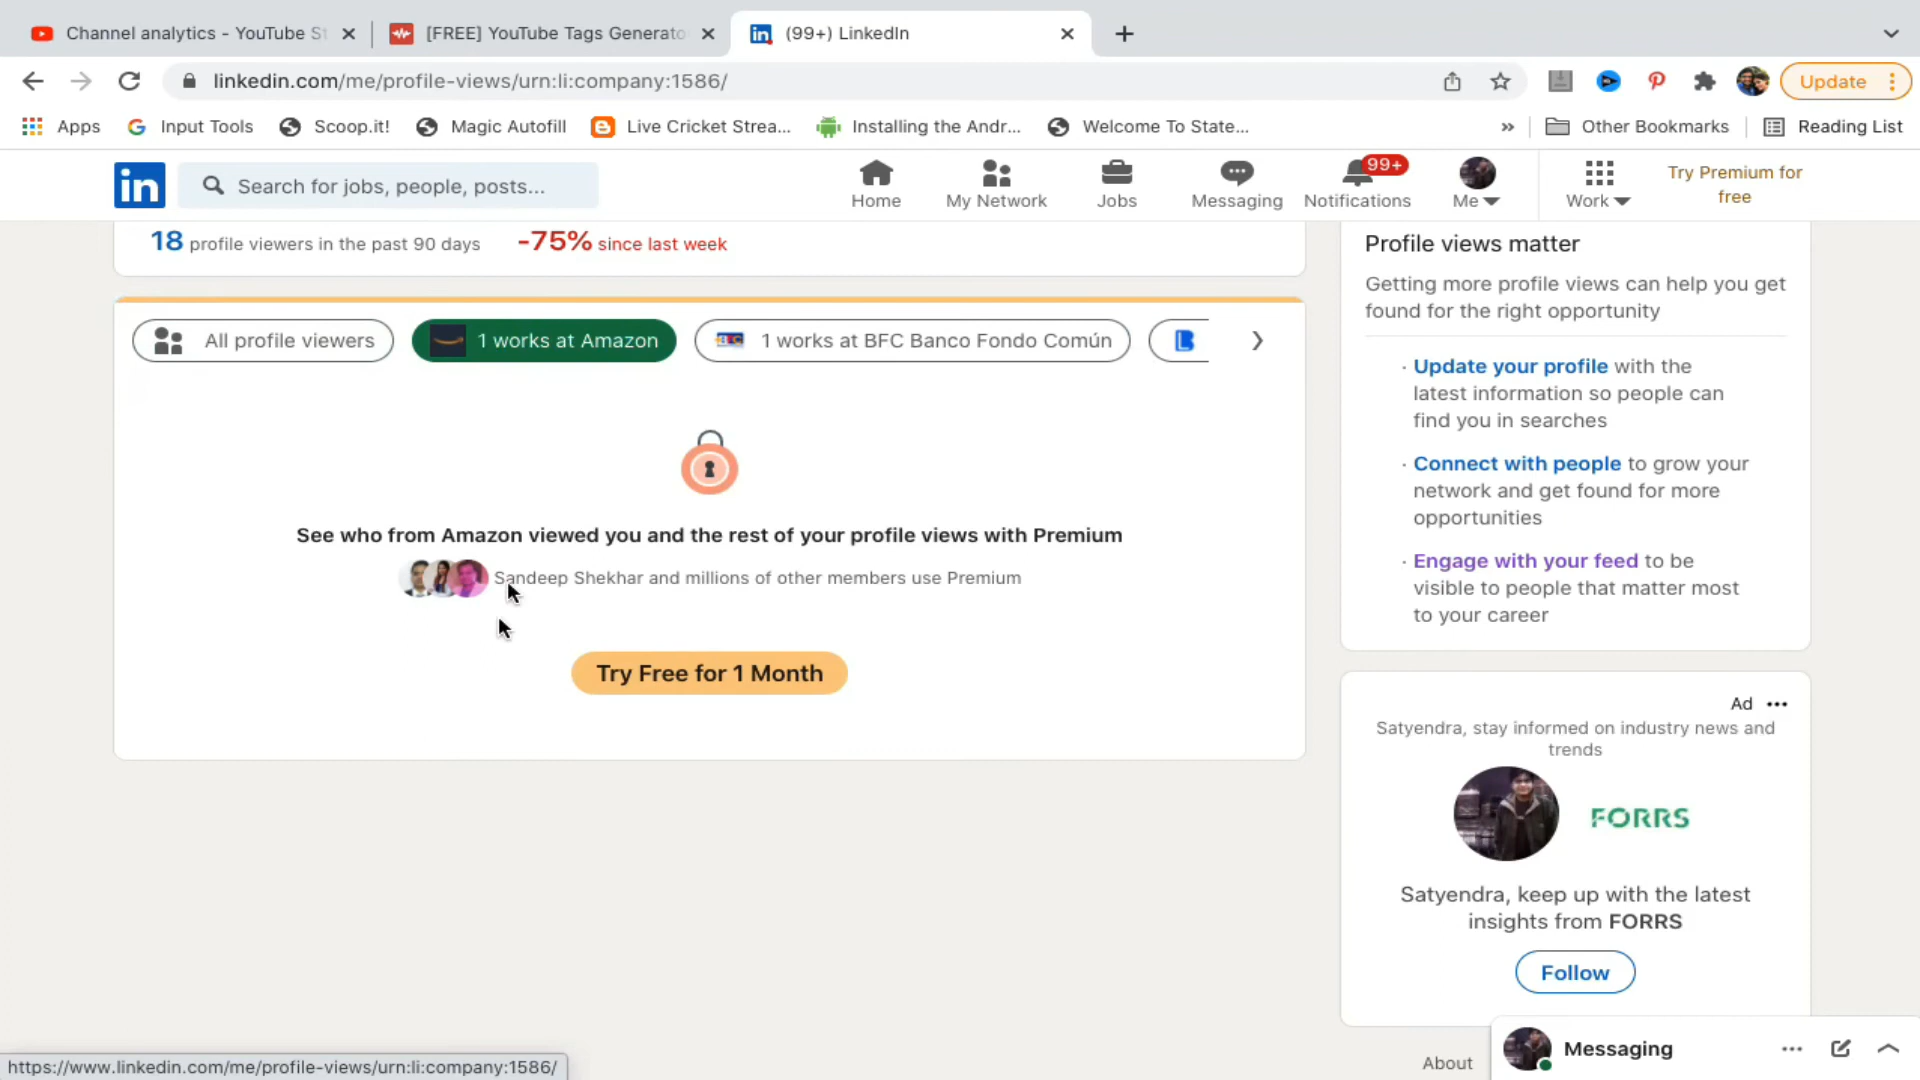 Channel analytics - YouTube St
[FREE] YouTube Tags Generato
(99+) LinkedIn
linkedin.com/me/profile-views/urn:li:company:1586/
Update
Apps
Input Tools
Scoop.it!
Magic Autofill
Live Cricket Strea...
Installing the Andr...
Welcome To State...
»
Other Bookmarks
Reading List
in
Search for jobs, people, posts...
Home
My Network
Jobs
Messaging
99+
Notifications
Me
Work
Try Premium for
free
18 profile viewers in the past 90 days
-75% since last week
All profile viewers
1 works at Amazon
1 works at BFC Banco Fondo Común
See who from Amazon viewed you and the rest of your profile views with Premium
Sandeep Shekhar and millions of other members use Premium
Try Free for 1 Month
Profile views matter
Getting more profile views can help you get
found for the right opportunity
· Update your profile with the
latest information so people can
find you in searches
· Connect with people to grow your
network and get found for more
opportunities
· Engage with your feed to be
visible to people that matter most
to your career
Ad
Satyendra, stay informed on industry news and
trends
FORRS
Satyendra, keep up with the latest
insights from FORRS
Follow
About
Messaging
https://www.linkedin.com/me/profile-views/urn:li:company:1586/